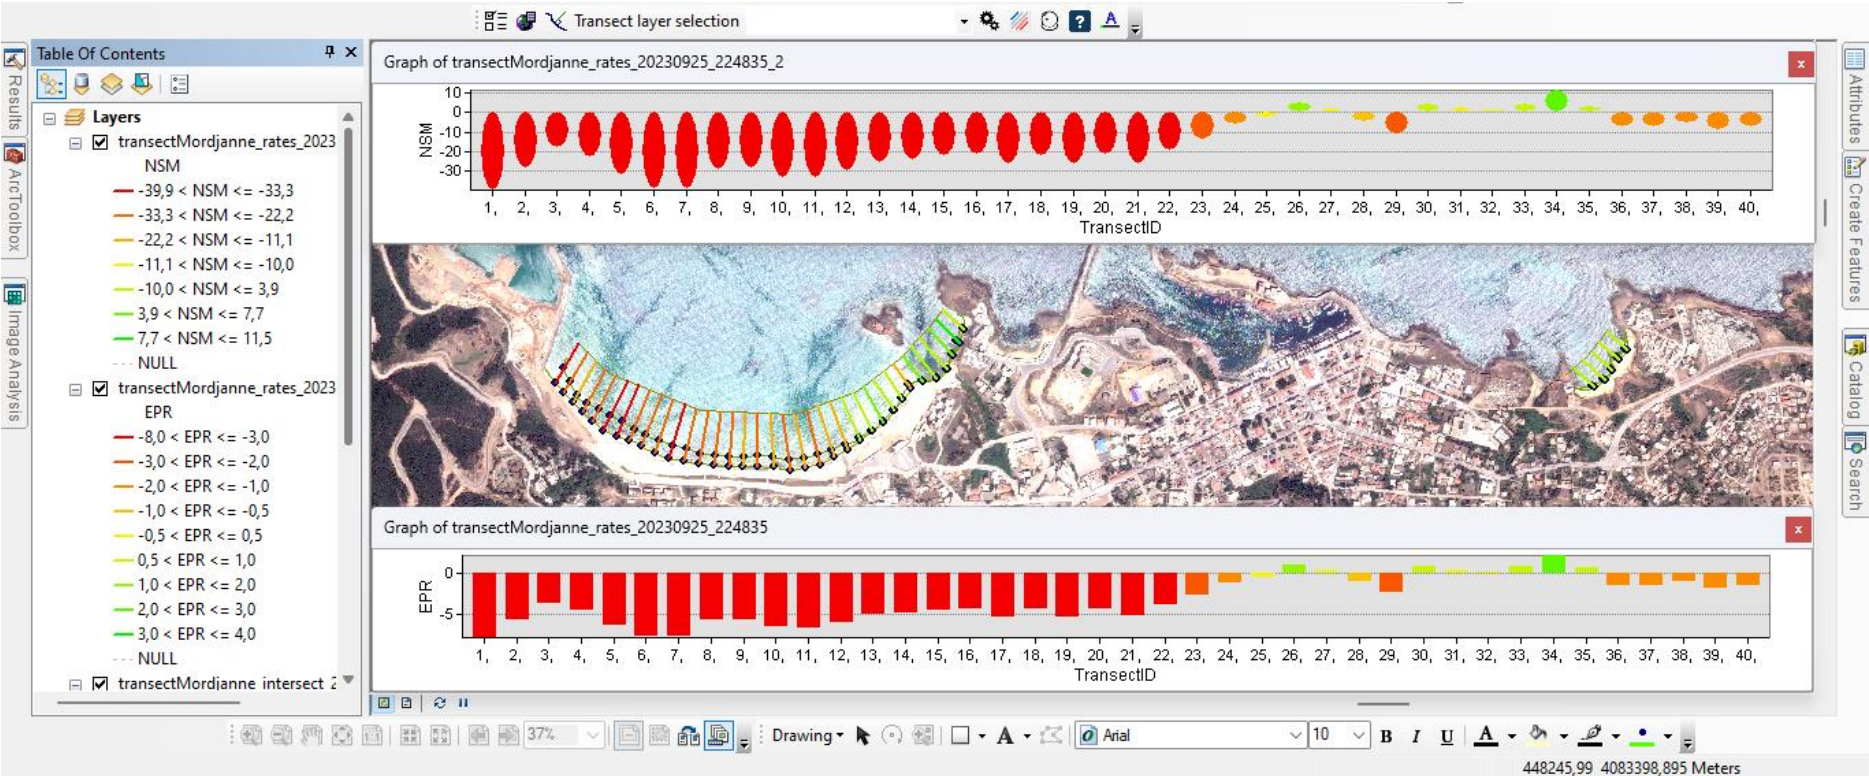 Transect layer selection
Table Of Contents
Layers
transectMordjanne_rates_2023
NSM
-39,9 < NSM <= -33,3
-33,3 < NSM <= -22,2
-22,2 < NSM <= -11,1
-11,1 < NSM <= -10,0
-10,0 < NSM <= 3,9
3,9 < NSM <= 7,7
7,7 < NSM <= 11,5
NULL
transectMordjanne_rates_2023
EPR
-8,0 < EPR <= -3,0
-3,0 < EPR <= -2,0
-2,0 < EPR <= -1,0
-1,0 < EPR <= -0,5
-0,5 < EPR <= 0,5
0,5 < EPR <= 1,0
1,0 < EPR <= 2,0
2,0 < EPR <= 3,0
3,0 < EPR <= 4,0
NULL
transectMordjanne intersect 2
Results
ArcToolbox
Image Analysis
Graph of transectMordjanne_rates_20230925_224835_2
x
10
0
-10
-20
-30
NSM
1, 2, 3, 4, 5, 6, 7, 8, 9, 10, 11, 12, 13, 14, 15, 16, 17, 18, 19, 20, 21, 22, 23, 24, 25, 26, 27, 28, 29, 30, 31, 32, 33, 34, 35, 36, 37, 38, 39, 40,
TransectID
Graph of transectMordjanne_rates_20230925_224835
x
0
-5
EPR
1, 2, 3, 4, 5, 6, 7, 8, 9, 10, 11, 12, 13, 14, 15, 16, 17, 18, 19, 20, 21, 22, 23, 24, 25, 26, 27, 28, 29, 30, 31, 32, 33, 34, 35, 36, 37, 38, 39, 40,
TransectID
Attributes
Create Features
Catalog
Search
37%
Drawing
A
Arial
10
B I U A
448245,99 4083398,895 Meters